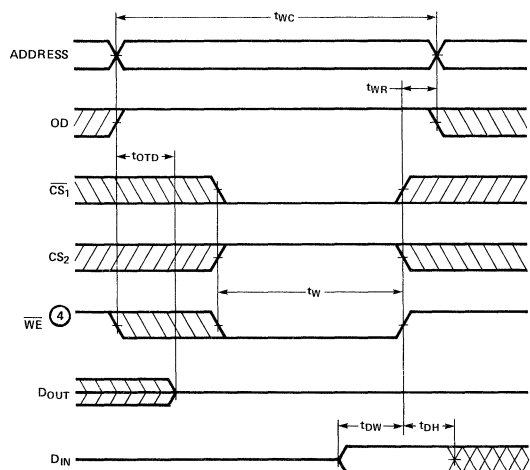 tWC
ADDRESS
tWR
OD
tOTD
CS1
CS2
tW
WE 4
DOUT
tDW tDH
DIN